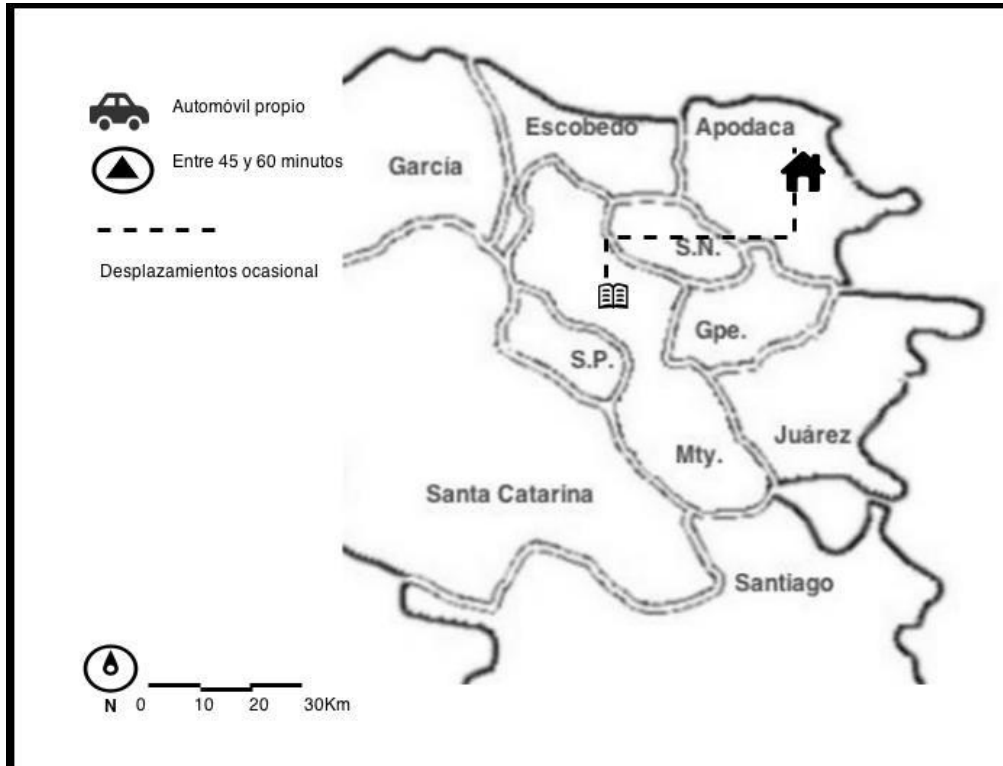 Automóvil propio
Entre 45 y 60 minutos
Desplazamientos ocasional
Escobedo
Apodaca
García
S.N.
Gpe.
S.P.
Juárez
Mty.
Santa Catarina
Santiago
N 0 10 20 30Km